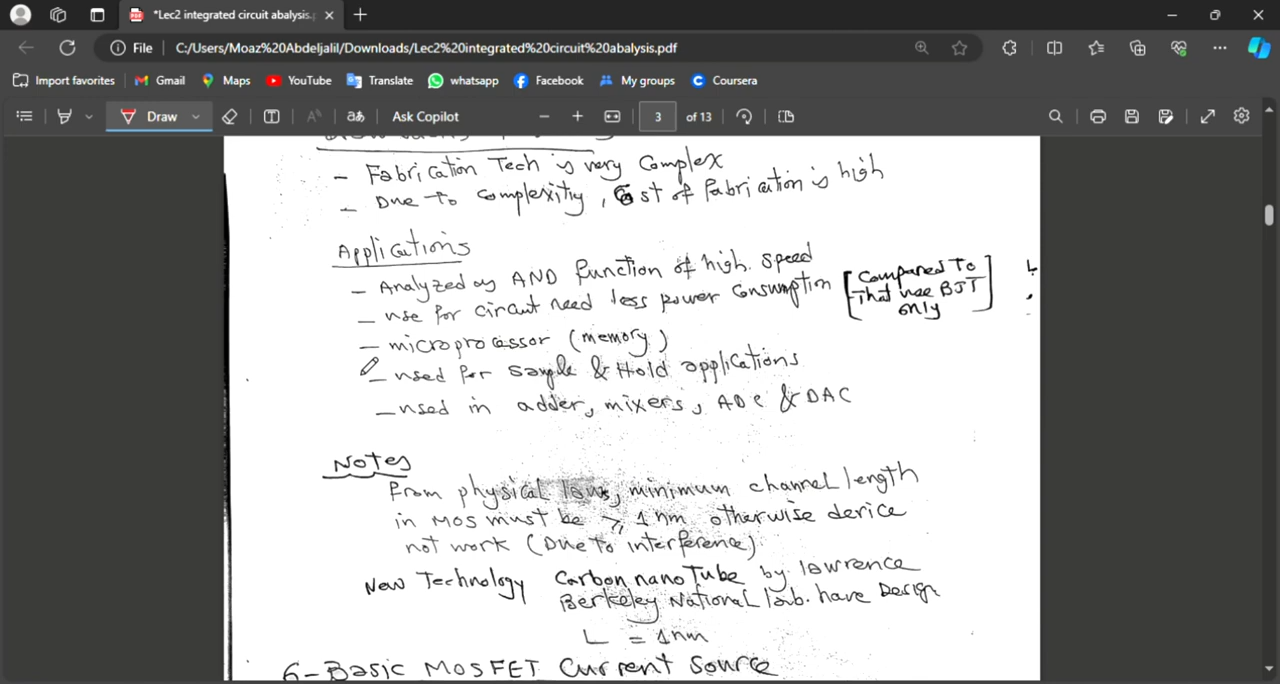 *Lec2 integrated circuit abalysis.p
File C:/Users/Moaz%20Abdeljalil/Downloads/Lec2%20integrated%20circuit%20abalysis.pdf
Import favorites Gmail Maps YouTube Translate whatsapp Facebook My groups Coursera
Draw Ask Copilot 3 of 13
- Fabrication Tech is very Complex
- Due to complexitiy, Cost of fabrication is high
Applications
- Analyzed as AND function of high speed
- use for circuit need less power consumption [Compared To
That use BJT
only]
- microprocessor (memory)
- used for sample & Hold applications
- used in adder, mixers, ADC & DAC
Notes
From physical laws, minimum channel length
in MOS must be ⩾ 1nm otherwise device
not work (Due to interference)
New Technology Carbon nano Tube by lawrence
Berkeley National lab. have Design
L = 1nm
6-Basic MOSFET Current Source